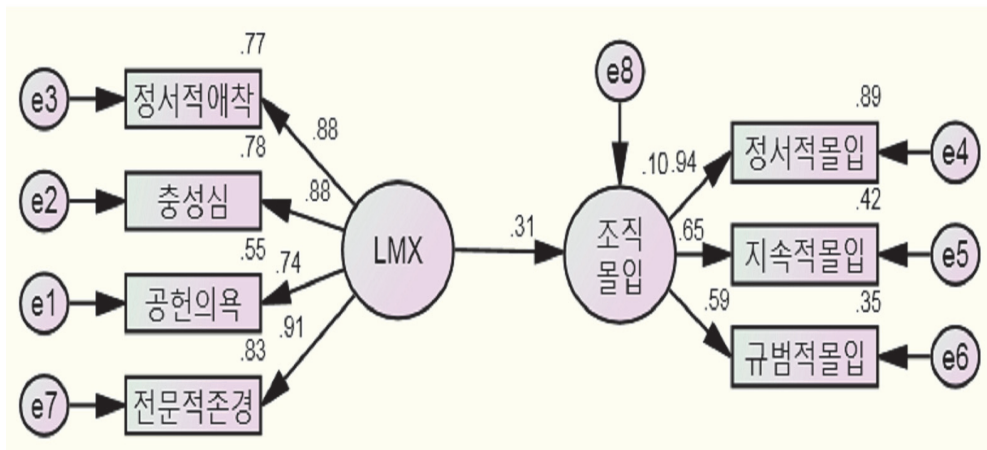 .77
e3
정서적애착
.88
.78
e2
충성심
.88
.55
e1
공헌의욕
.74
.83
e7
전문적존경
.91
LMX
.31
e8
조직
몰입
.10
.94
.89
정서적몰입
e4
.65
.42
지속적몰입
e5
.59
.35
규범적몰입
e6